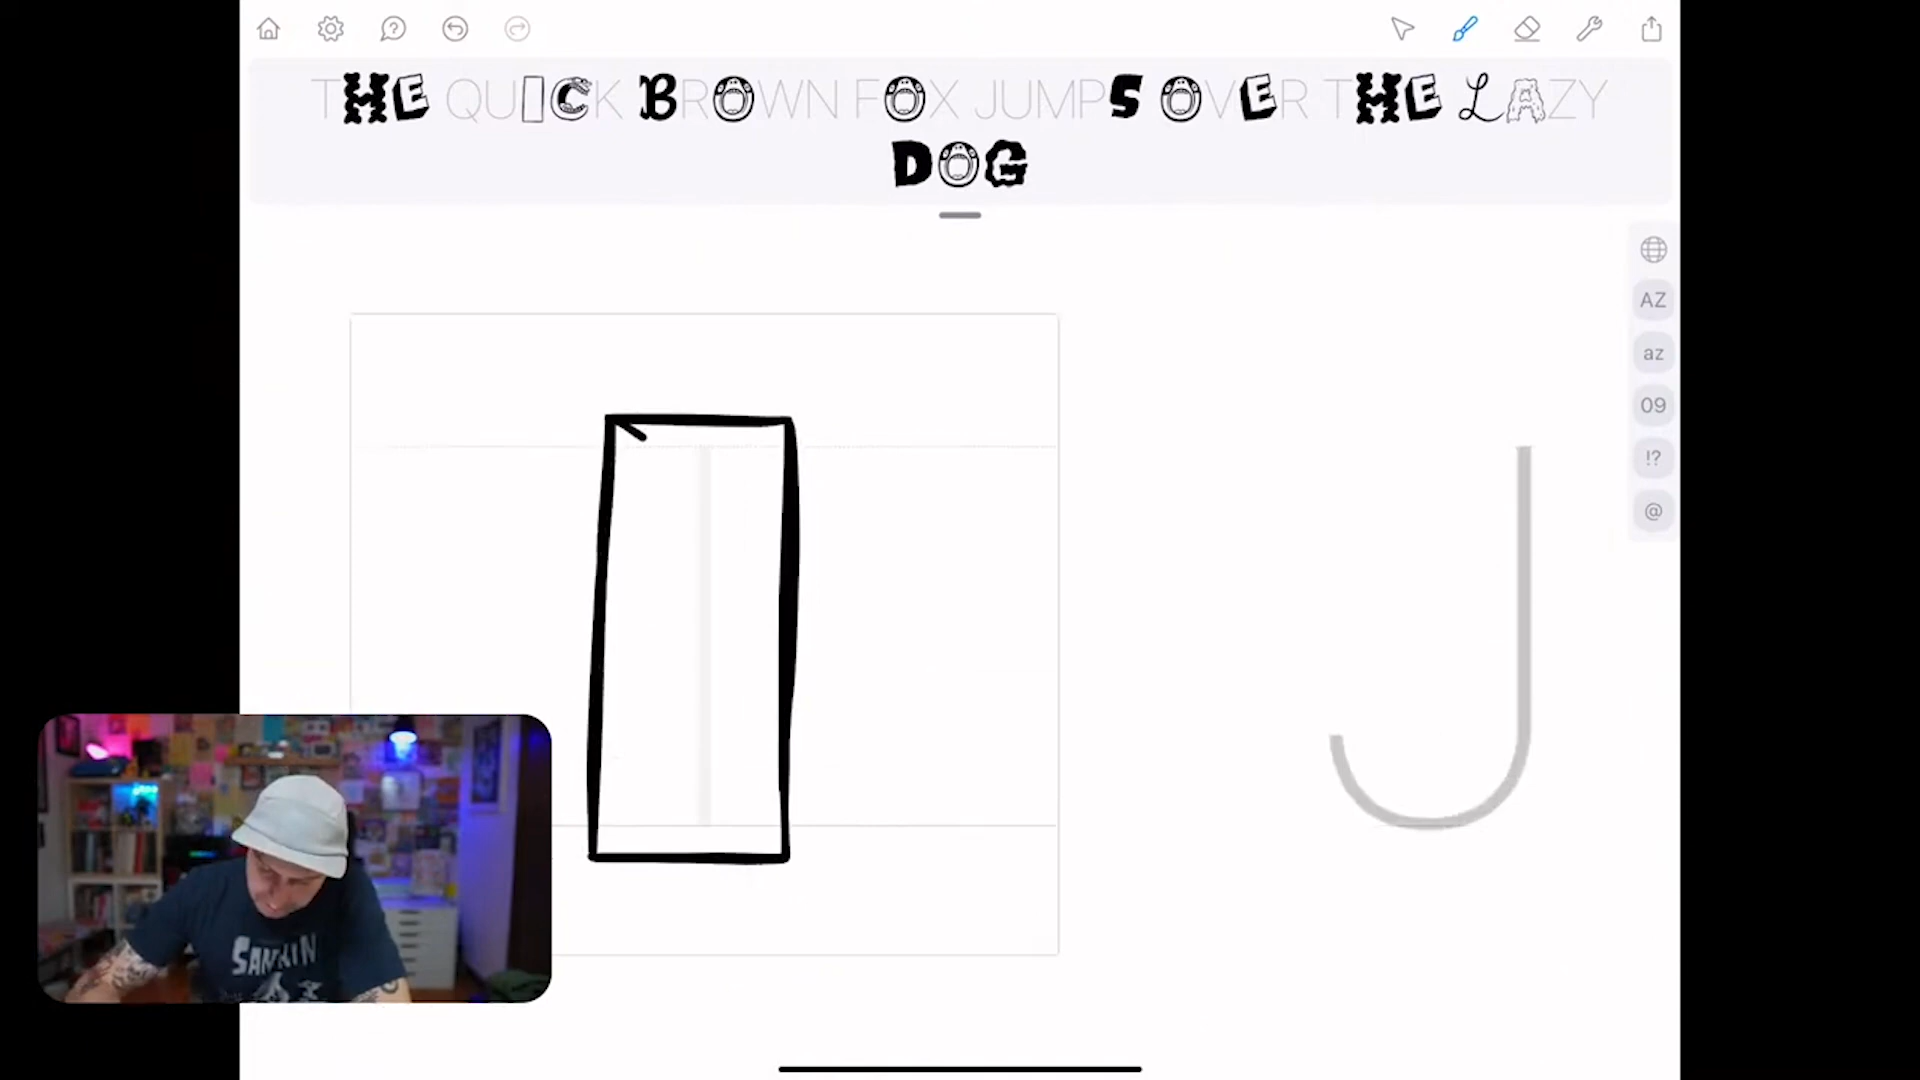 THE QUICK BROWN FOX JUMPS OVER THE LAZY
DOG
AZ
az
09
!?
@
J